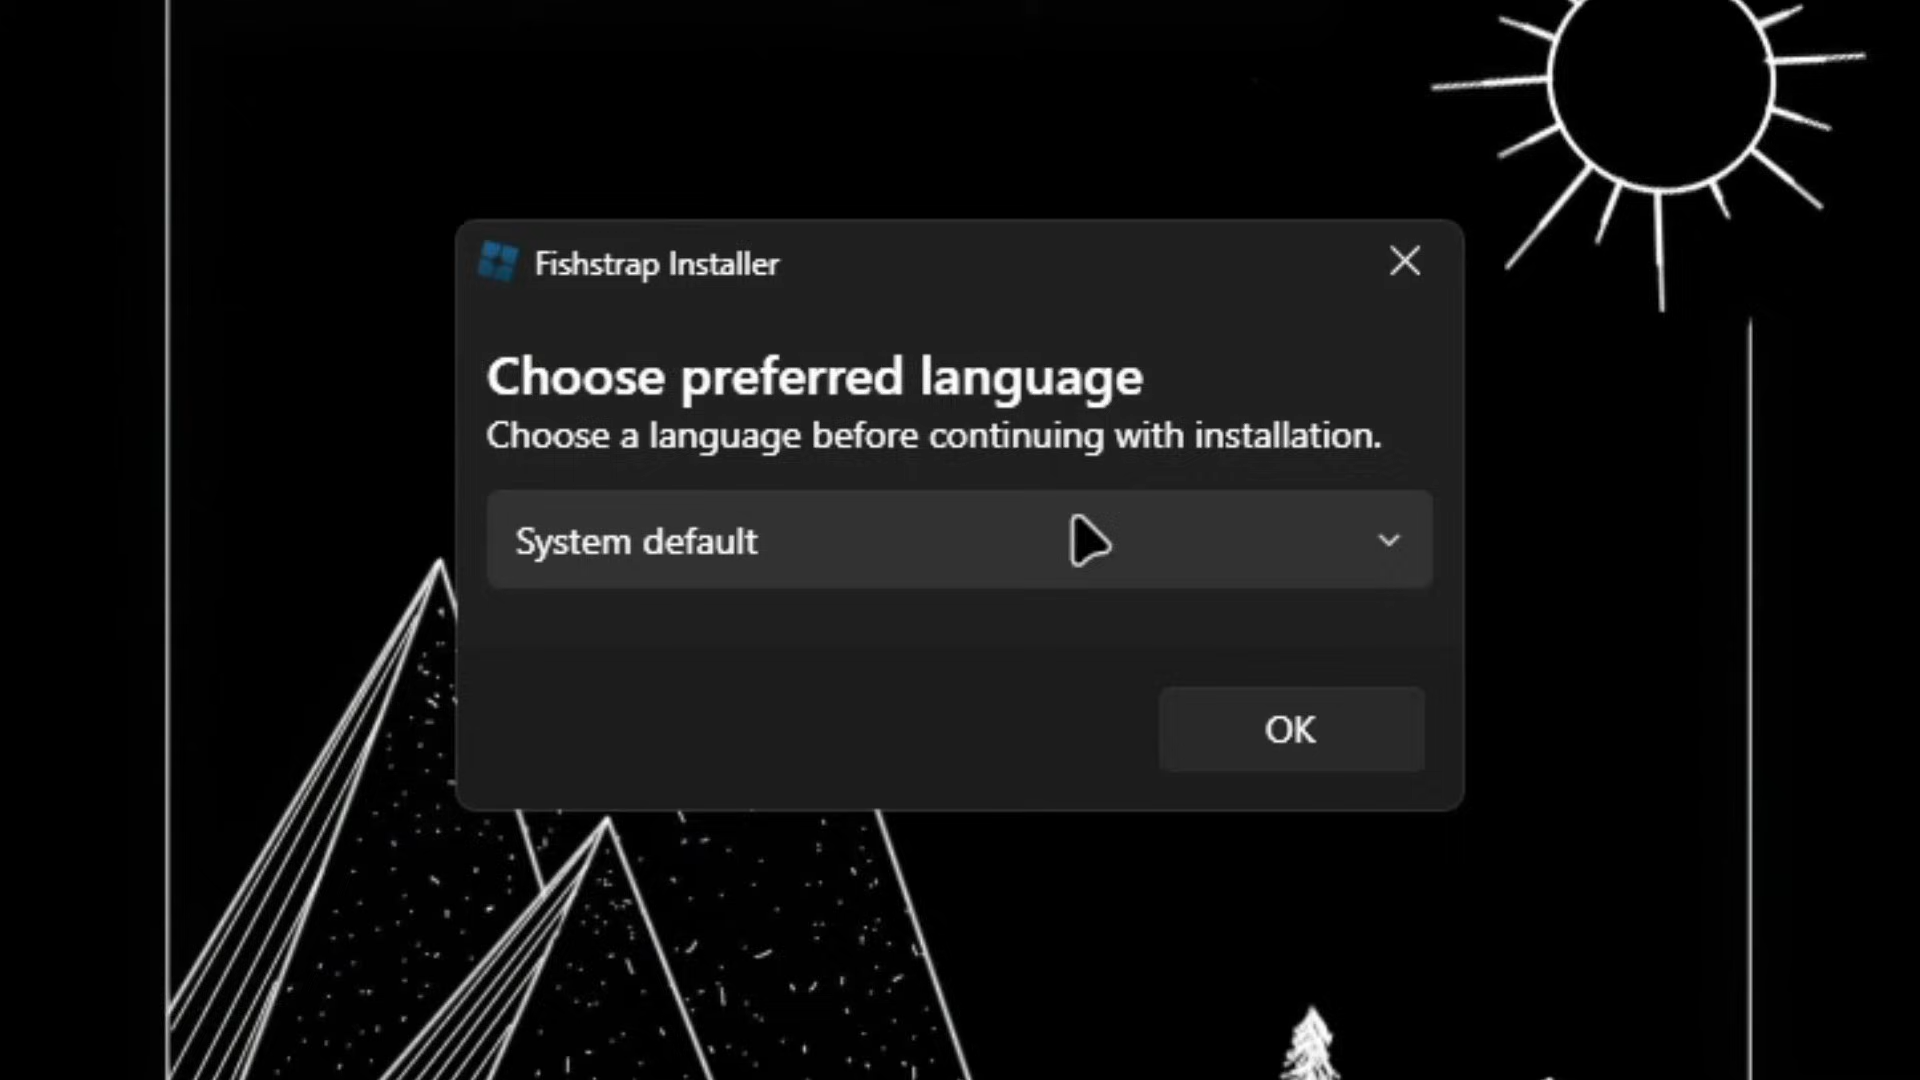 Fishstrap Installer
Choose preferred language
Choose a language before continuing with installation.
System default
OK